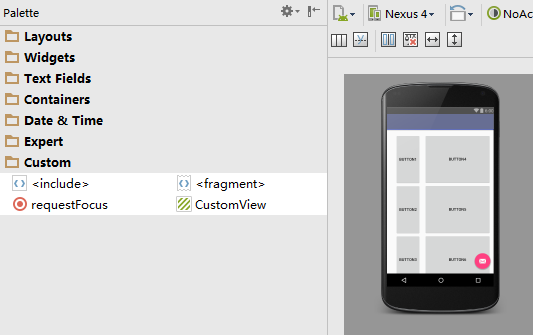 Palette
Nexus 4
NoAc
Layouts
Widgets
Text Fields
Containers
Date & Time
Expert
Custom
<include>
<fragment>
requestFocus
CustomView
BUTTON1
BUTTON4
BUTTON2
BUTTON5
BUTTON3
BUTTON6